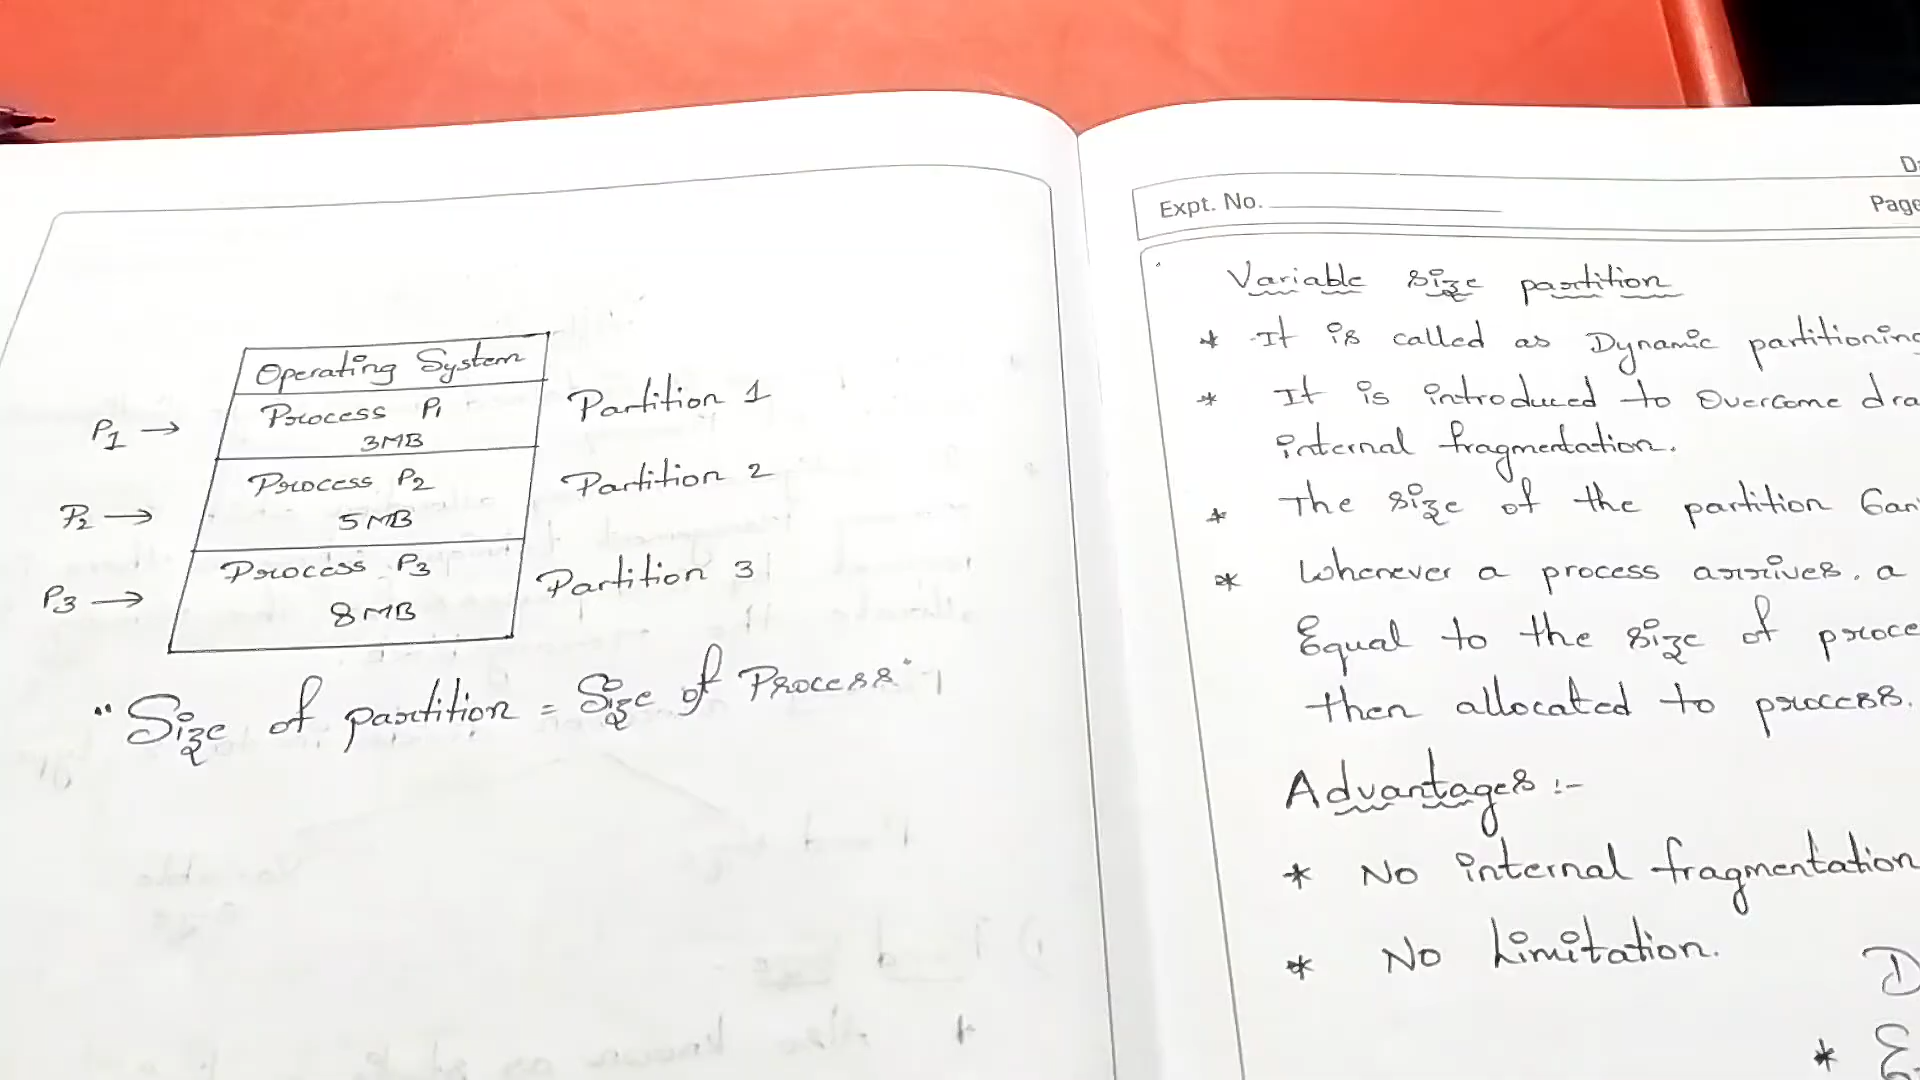 Operating System
Process P1
3MB
P1 →
Partition 1
Process P2
5MB
P2 →
Partition 2
Process P3
8MB
P3 →
Partition 3
"Size of partition = Size of Process"
Expt. No.
Page
Variable size partition
* It is called as Dynamic partitioning
* It is introduced to overcome
internal fragmentation.
* The size of the partition
* Whenever a process arrives, a
Equal to the size of
then allocated to process.
Advantages :-
* No internal fragmentation
* No Limitation.
D
*